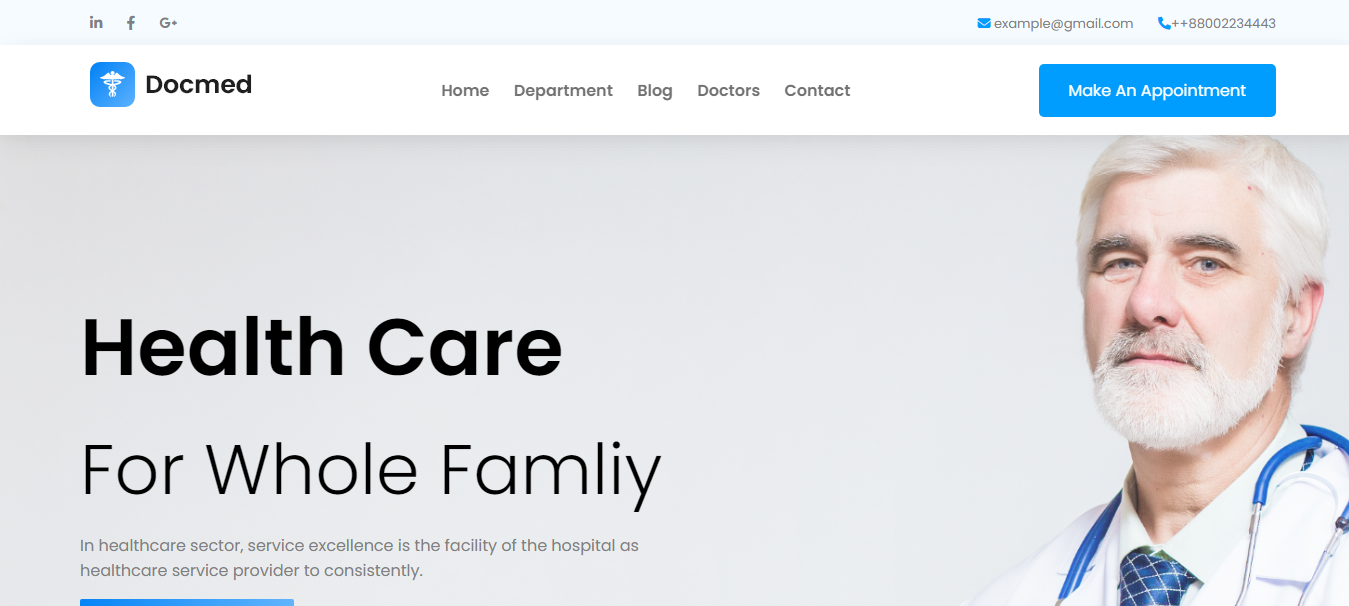 example@gmail.com ++88002234443
Docmed
Home Department Blog Doctors Contact
Make An Appointment
Health Care
For Whole Famliy
In healthcare sector, service excellence is the facility of the hospital as
healthcare service provider to consistently.